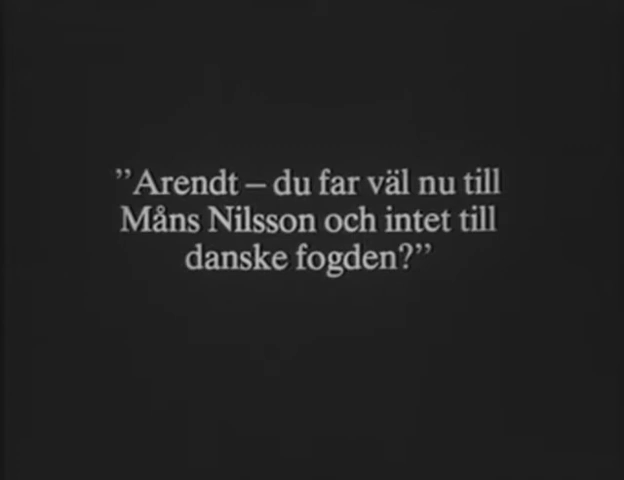 ”Arendt – du far väl nu till
Måns Nilsson och intet till
danske fogden?”